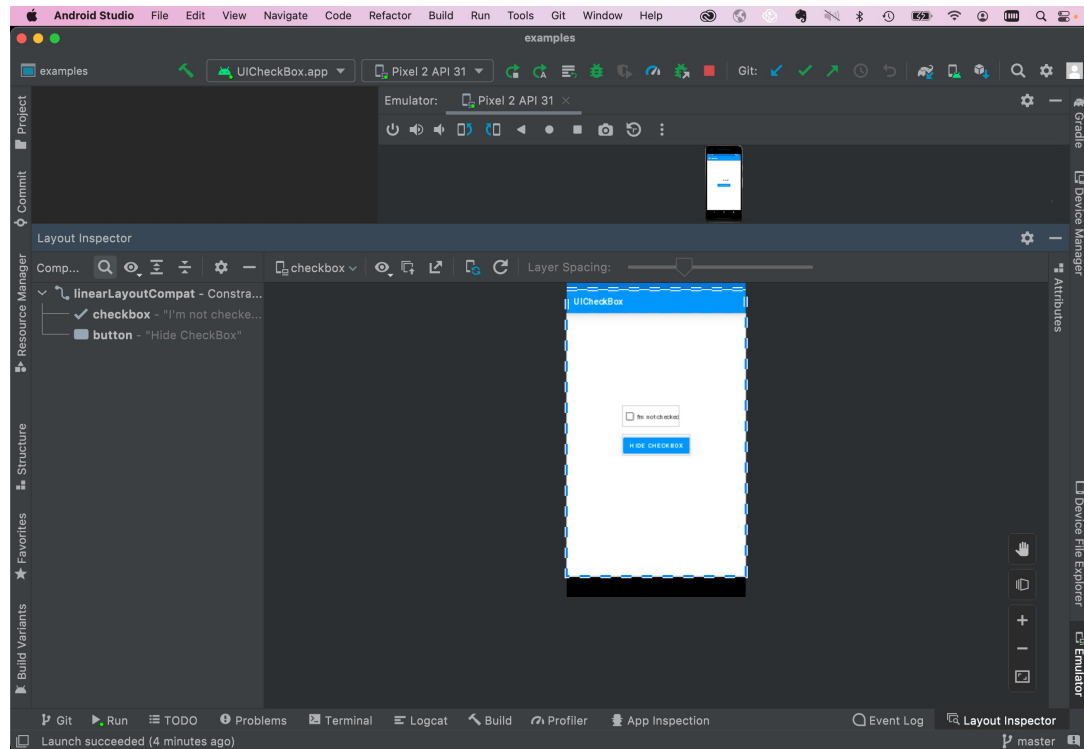 Android Studio File Edit View Navigate Code Refactor Build Run Tools Git Window Help
examples
examples UICheckBox.app Pixel 2 API 31 Git:
Emulator: Pixel 2 API 31
Project
Commit
Resource Manager
Structure
Favorites
Build Variants
Layout Inspector
Comp... checkbox Layer Spacing:
linearLayoutCompat - Constra...
checkbox - "I'm not checke...
button - "Hide CheckBox"
UICheckBox
I'm not checked
HIDE CHECKBOX
Gradle
Device Manager
Attributes
Device File Explorer
Emulator
Git Run TODO Problems Terminal Logcat Build Profiler App Inspection Event Log Layout Inspector
Launch succeeded (4 minutes ago) master